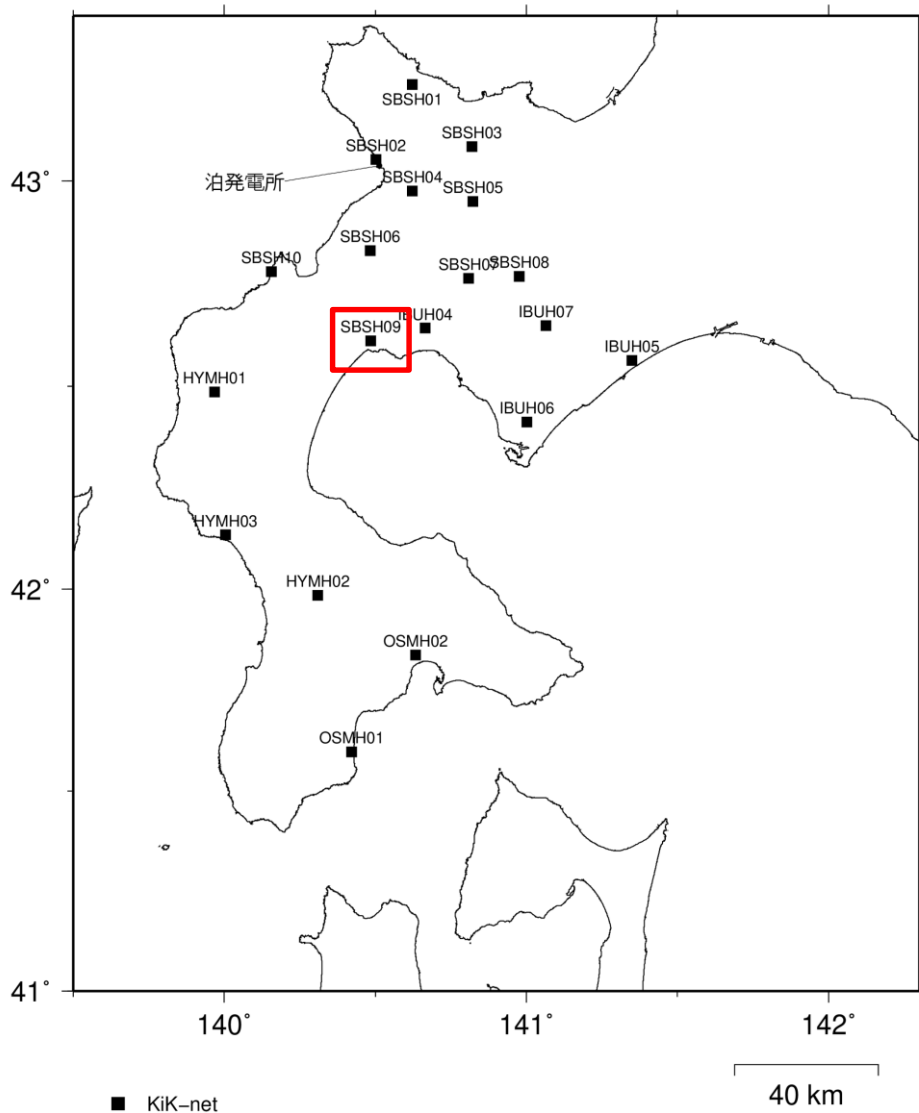 SBSH01
SBSH03
SBSH02
43°
泊発電所
SBSH04
SBSH05
SBSH06
SBSH10
SBSH07
SBSH08
IBUH04
IBUH07
SBSH09
IBUH05
HYMH01
IBUH06
HYMH03
42°
HYMH02
OSMH02
OSMH01
41°
140°
141°
142°
40 km
KiK-net